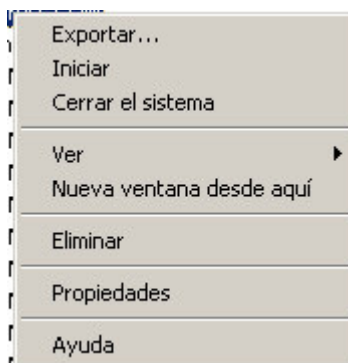 Exportar...
Iniciar
Cerrar el sistema
Ver
Nueva ventana desde aquí
Eliminar
Propiedades
Ayuda